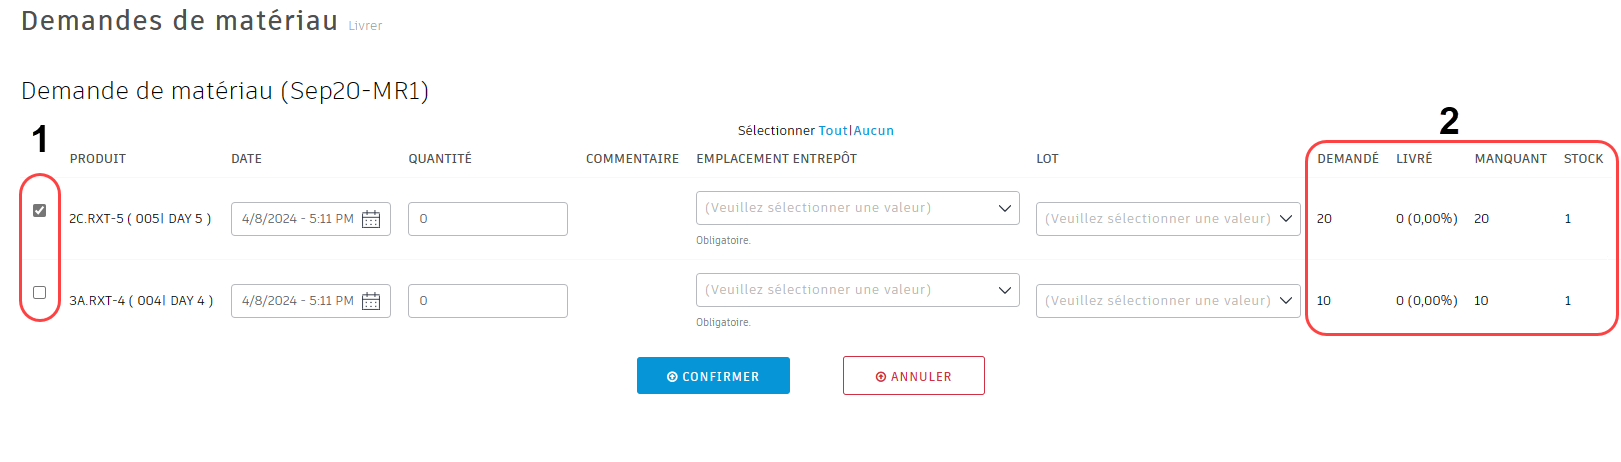 Demandes de matériau Livrer
Demande de matériau (Sep20-MR1)
1
Sélectionner Tout|Aucun
2
PRODUIT DATE QUANTITÉ COMMENTAIRE EMPLACEMENT ENTREPÔT LOT DEMANDÉ LIVRÉ MANQUANT STOCK
2C.RXT-5 ( 005| DAY 5 ) 4/8/2024 - 5:11 PM 0 (Veuillez sélectionner une valeur) (Veuillez sélectionner une valeur) 20 0 (0,00%) 20 1
Obligatoire.
3A.RXT-4 ( 004| DAY 4 ) 4/8/2024 - 5:11 PM 0 (Veuillez sélectionner une valeur) (Veuillez sélectionner une valeur) 10 0 (0,00%) 10 1
Obligatoire.
CONFIRMER ANNULER